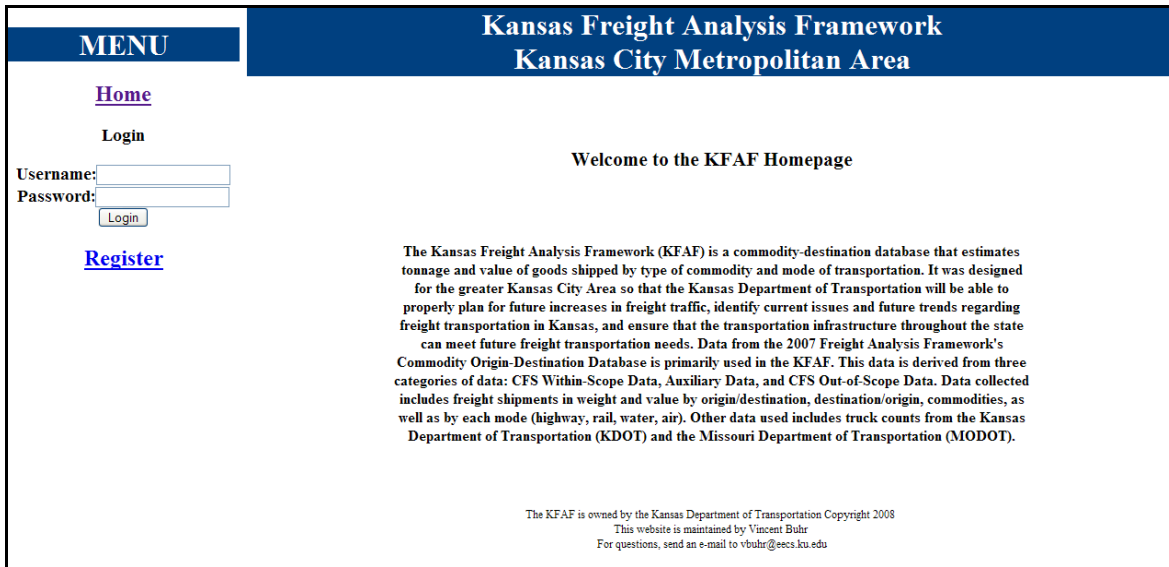 MENU
Home
Login
Username:
Password:
Login
Register
Kansas Freight Analysis Framework
Kansas City Metropolitan Area
Welcome to the KFAF Homepage
The Kansas Freight Analysis Framework (KFAF) is a commodity-destination database that estimates
tonnage and value of goods shipped by type of commodity and mode of transportation. It was designed
for the greater Kansas City Area so that the Kansas Department of Transportation will be able to
properly plan for future increases in freight traffic, identify current issues and future trends regarding
freight transportation in Kansas, and ensure that the transportation infrastructure throughout the state
can meet future freight transportation needs. Data from the 2007 Freight Analysis Framework's
Commodity Origin-Destination Database is primarily used in the KFAF. This data is derived from three
categories of data: CFS Within-Scope Data, Auxiliary Data, and CFS Out-of-Scope Data. Data collected
includes freight shipments in weight and value by origin/destination, destination/origin, commodities, as
well as by each mode (highway, rail, water, air). Other data used includes truck counts from the Kansas
Department of Transportation (KDOT) and the Missouri Department of Transportation (MODOT).
The KFAF is owned by the Kansas Department of Transportation Copyright 2008
This website is maintained by Vincent Buhr
For questions, send an e-mail to vbuhr@eecs.ku.edu